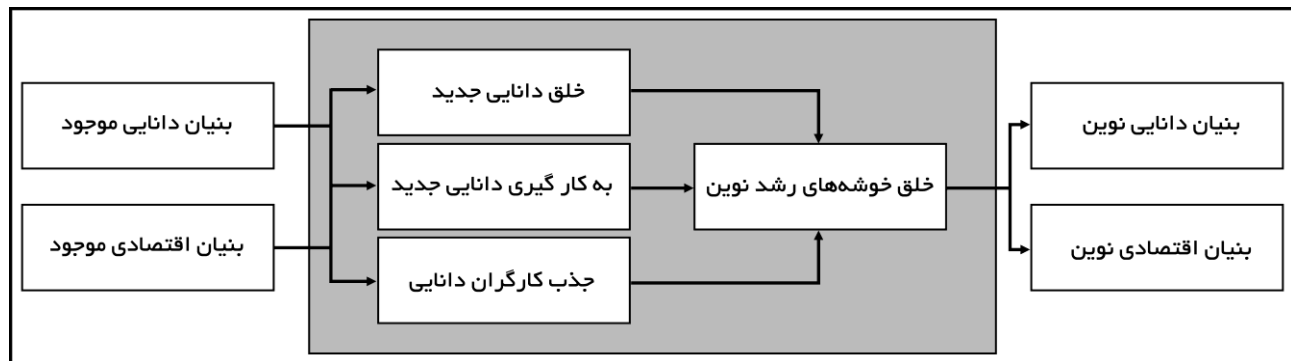 بنیان دانایی موجود
بنیان اقتصادی موجود
خلق دانایی جدید
به کار گیری دانایی جدید
جذب کارگران دانایی
خلق خوشه‌های رشد نوین
بنیان دانایی نوین
بنیان اقتصادی نوین